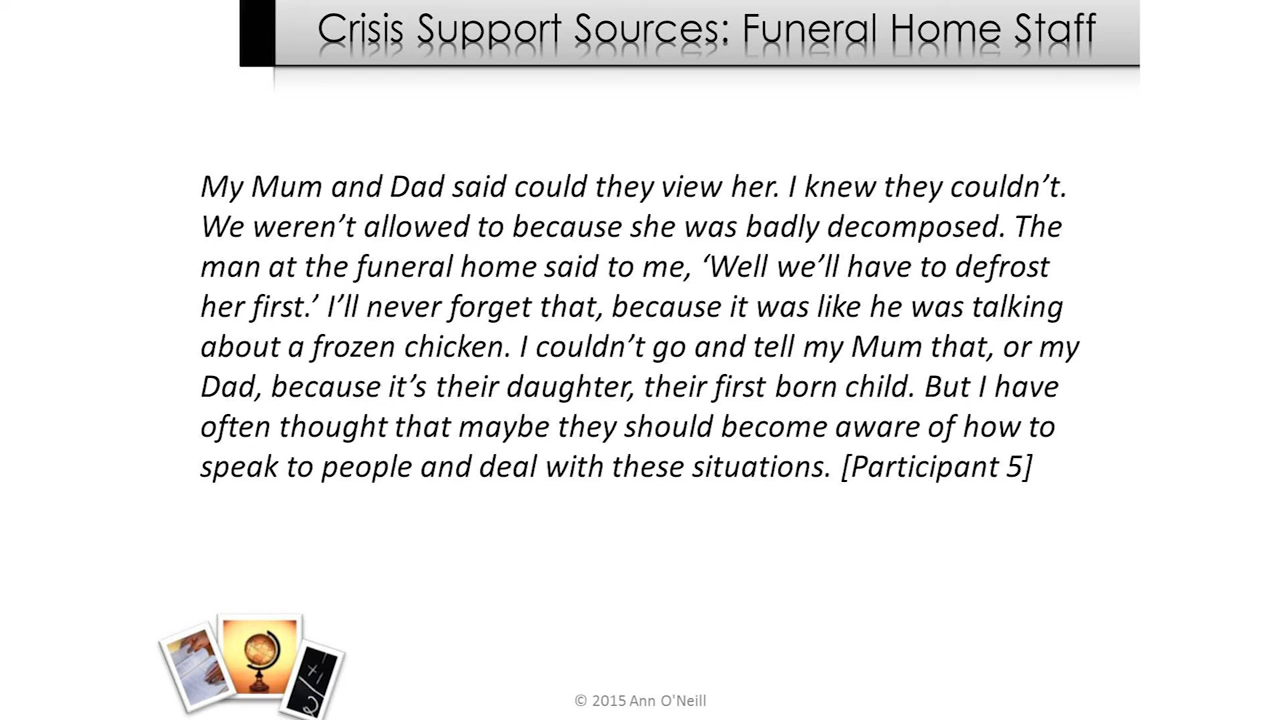 Crisis Support Sources: Funeral Home Staff
My Mum and Dad said could they view her. I knew they couldn’t.
We weren’t allowed to because she was badly decomposed. The
man at the funeral home said to me, ‘Well we’ll have to defrost
her first.’ I’ll never forget that, because it was like he was talking
about a frozen chicken. I couldn’t go and tell my Mum that, or my
Dad, because it’s their daughter, their first born child. But I have
often thought that maybe they should become aware of how to
speak to people and deal with these situations. [Participant 5]
© 2015 Ann O'Neill